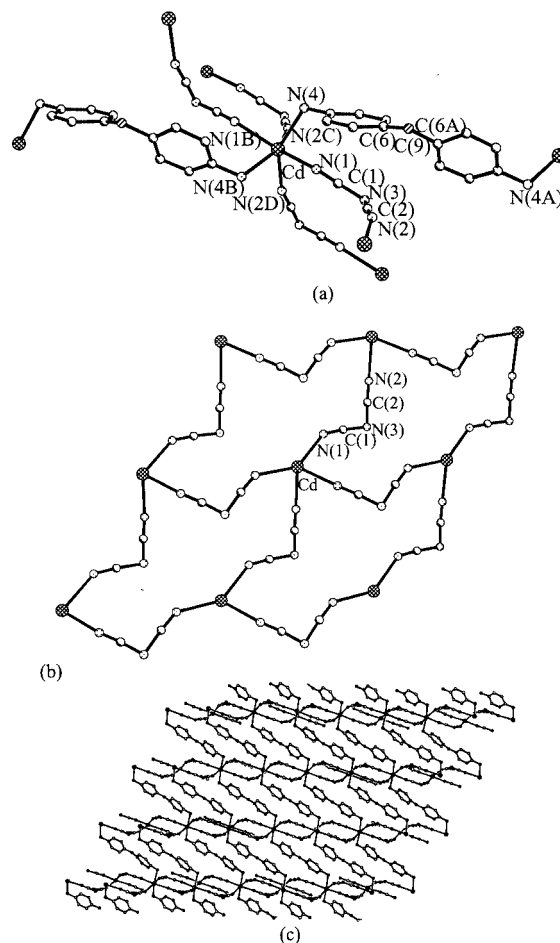 N(4)
C(6A)
N(1B)
N(2C)
C(6)
C(9)
N(1)
Cd
C(1)
N(4B)
N(3)
N(4A)
N(2D)
C(2)
N(2)
(a)
N(2)
C(2)
N(1)
C(1)
N(3)
Cd
(b)
(c)